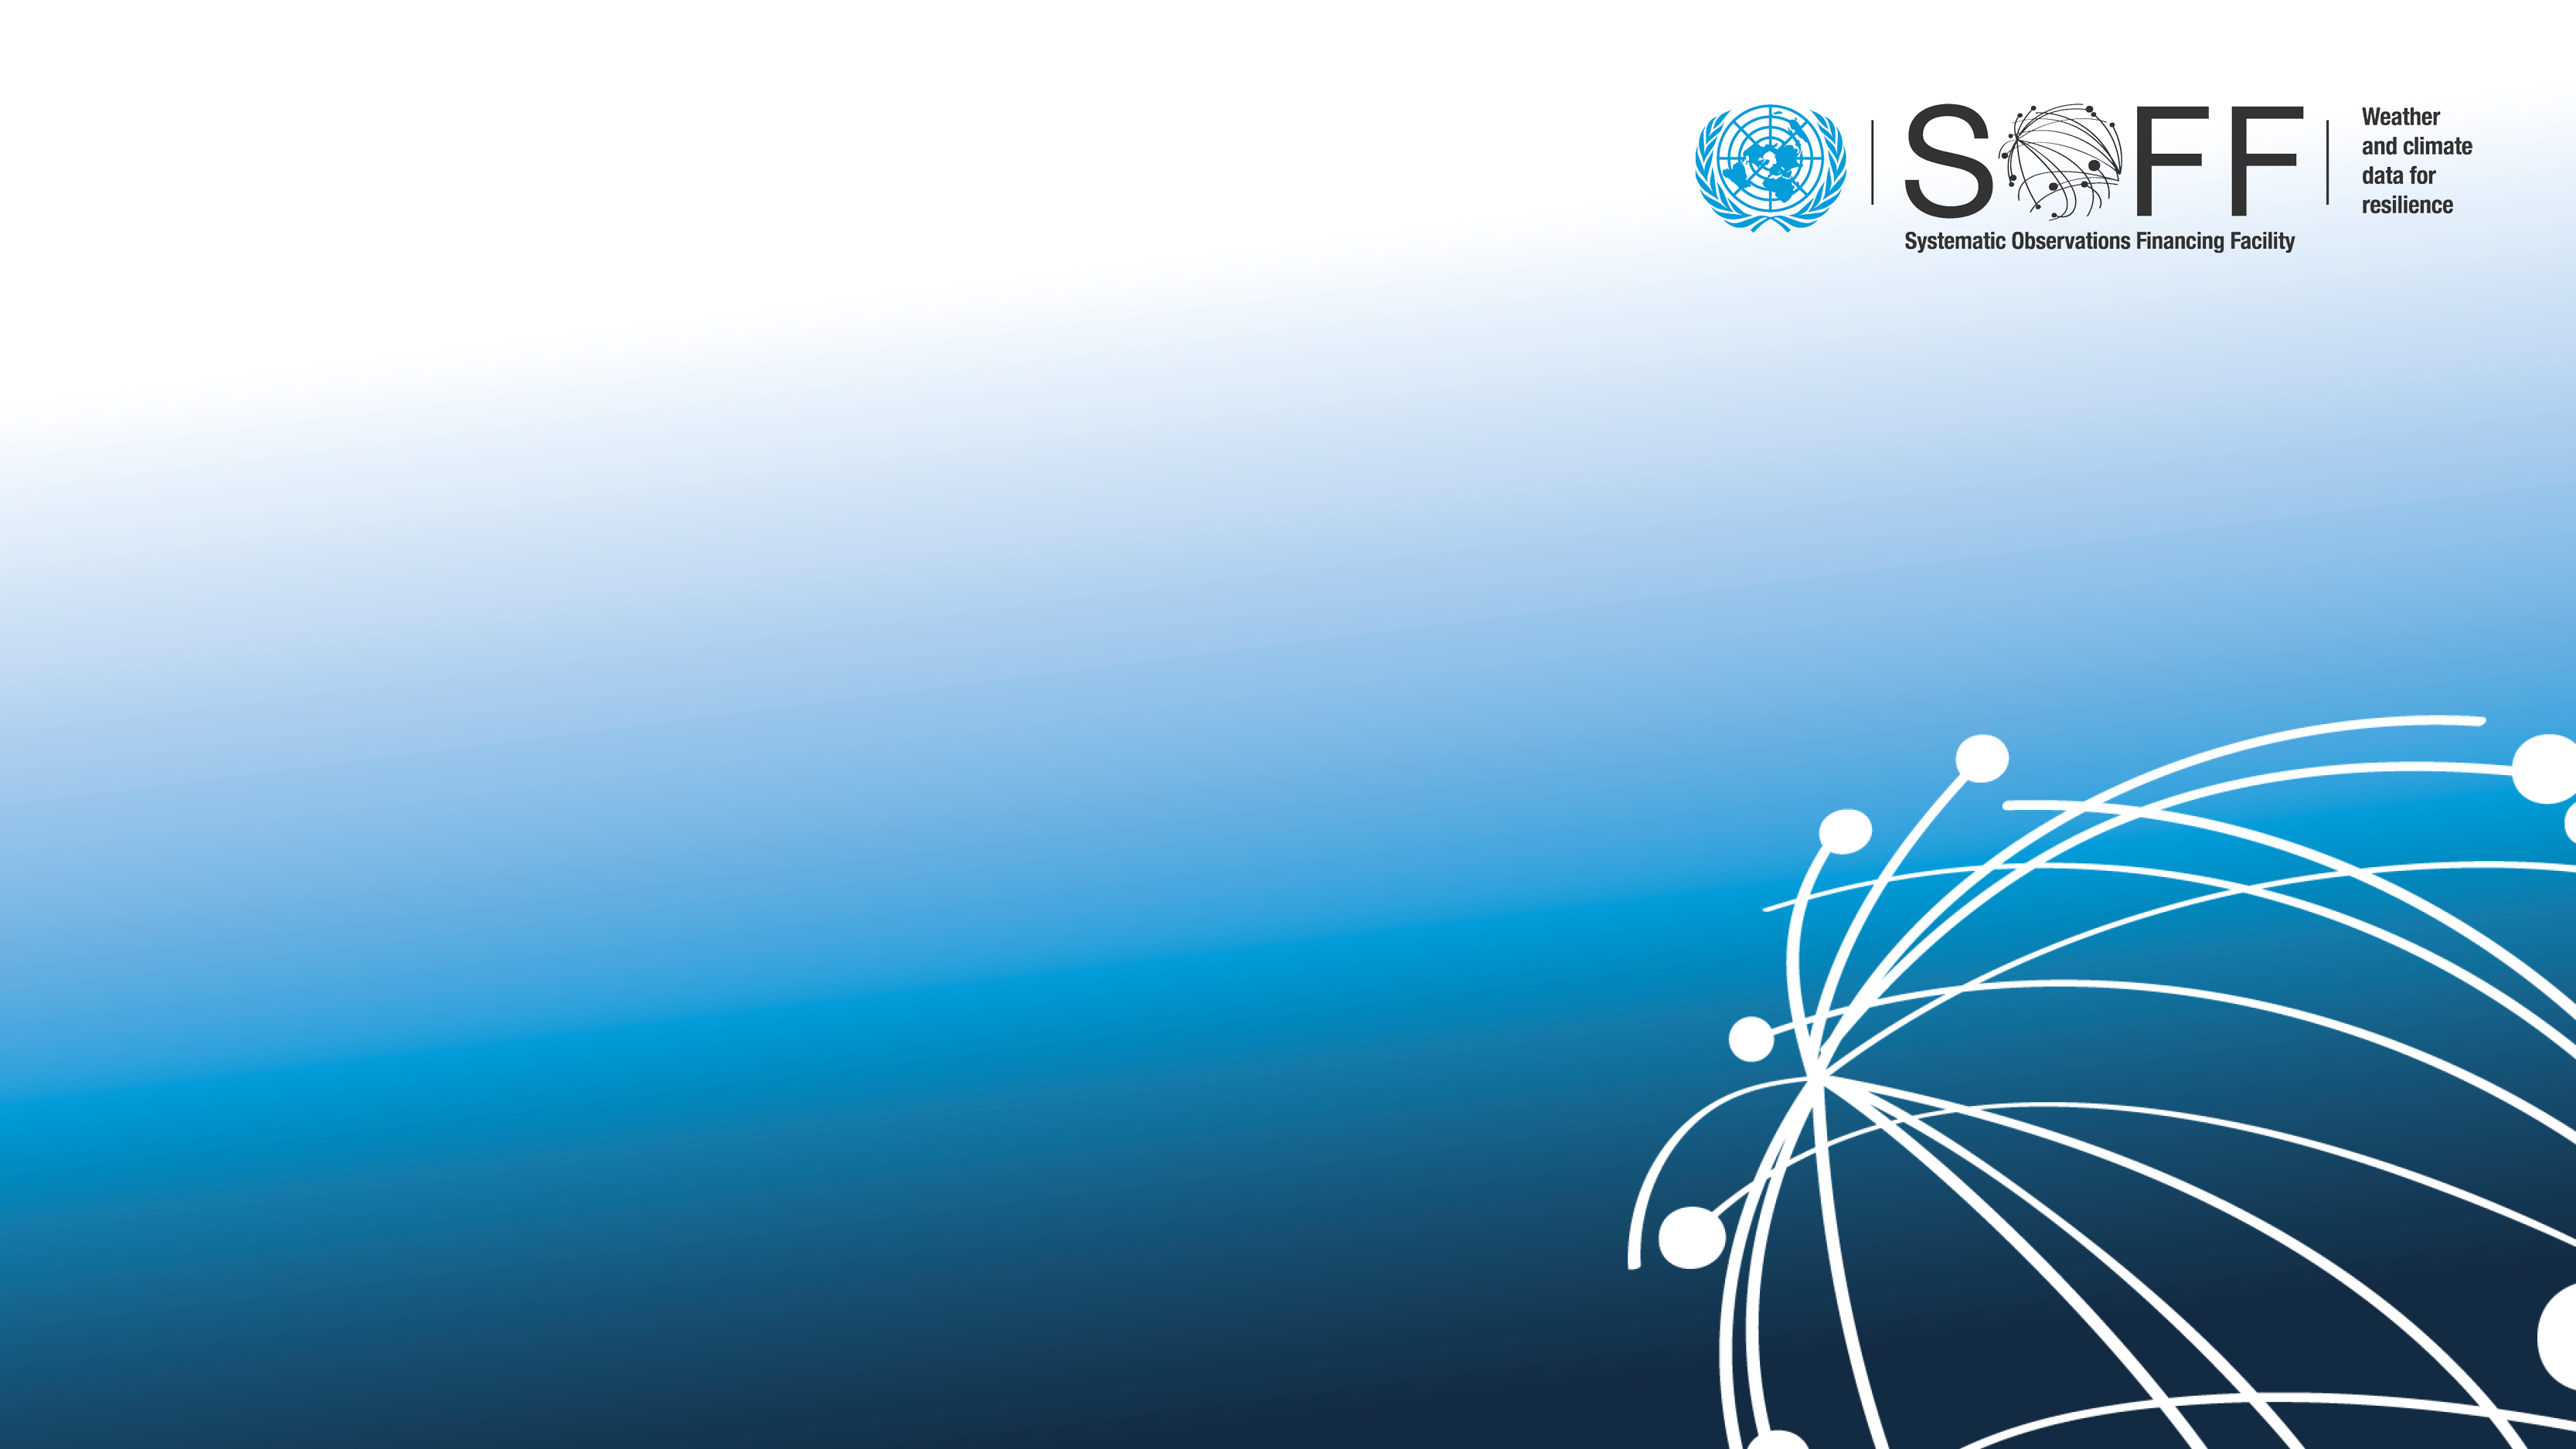 SOFF
Systematic Observations Financing Facility
Weather
and climate
data for
resilience